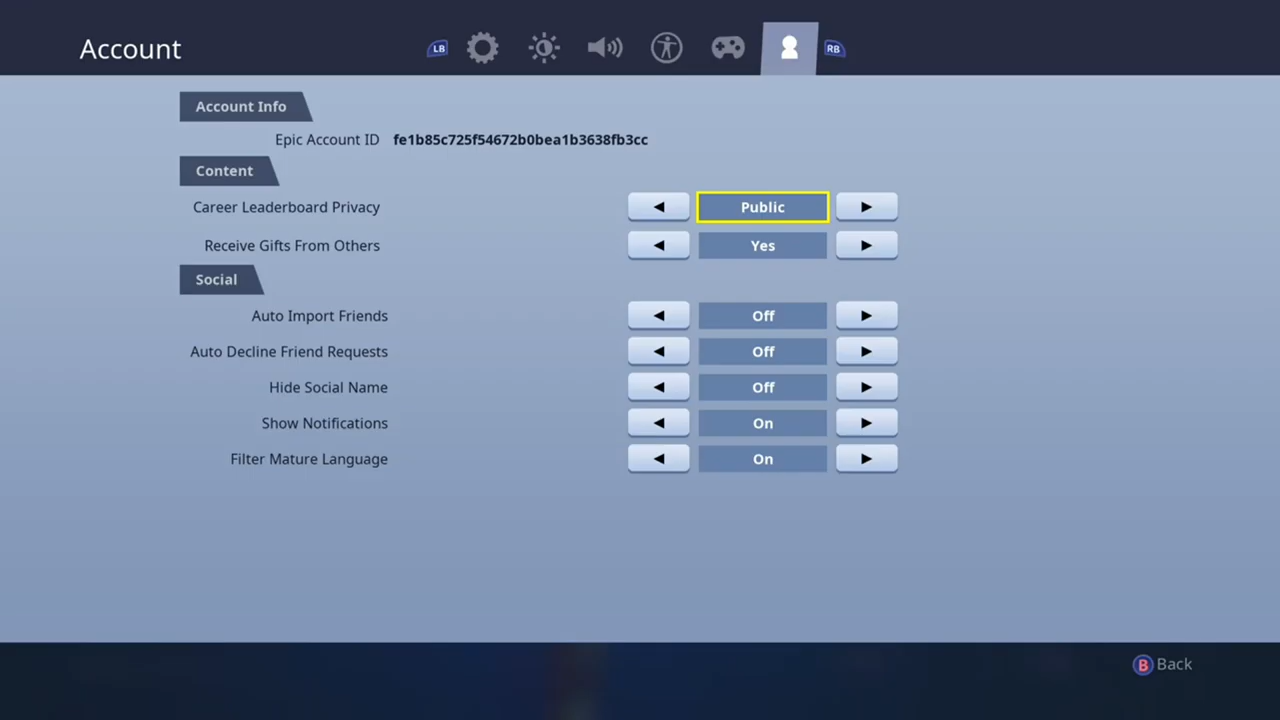 Account
LB
RB
Account Info
Epic Account ID fe1b85c725f54672b0bea1b3638fb3cc
Content
Career Leaderboard Privacy Public
Receive Gifts From Others Yes
Social
Auto Import Friends Off
Auto Decline Friend Requests Off
Hide Social Name Off
Show Notifications On
Filter Mature Language On
B Back